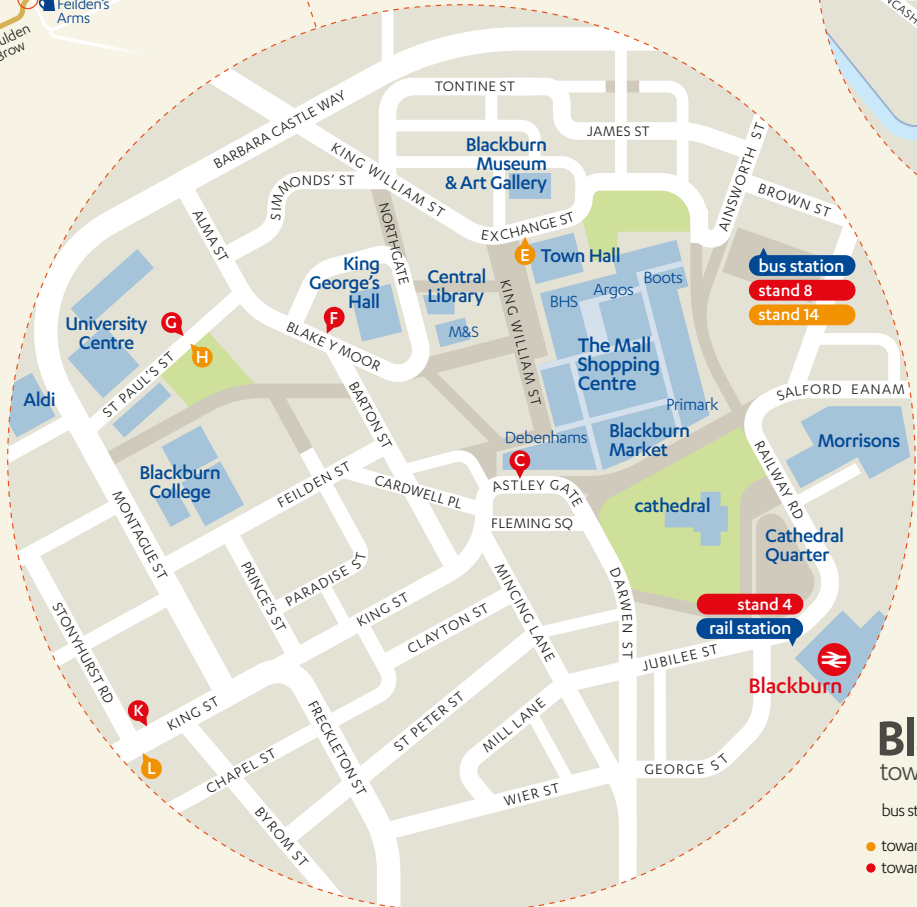 Feilden's
Arms
ulden
Brow
NCASH
BARBARA CASTLE WAY
TONTINE ST
JAMES ST
AINSWORTH ST
BROWN ST
KING WILLIAM ST
SIMMONDS' ST
NORTHGATE
ALMA ST
Blackburn
Museum
& Art Gallery
EXCHANGE ST
E
Town Hall
King
George's
Hall
Central
Library
M&S
KING WILLIAM ST
BHS
Argos
Boots
bus station
stand 8
stand 14
University
Centre
G
H
F
BLAKE Y MOOR
The Mall
Shopping
Centre
Primark
Aldi
ST PAUL'S ST
BARTON ST
SALFORD
EANAM
Debenhams
Blackburn
Market
Morrisons
C
ASTLEY GATE
RAILWAY RD
Blackburn
College
FEILDEN ST
CARDWELL PL
FLEMING SQ
cathedral
Cathedral
Quarter
MONTAGUE ST
PRINCE'S ST
PARADISE ST
KING ST
CLAYTON ST
MINCING LANE
DARWEN ST
stand 4
rail station
JUBILEE ST
Blackburn
STONYHURST RD
K
KING ST
L
CHAPEL ST
FRECKLETON ST
ST PETER ST
MILL LANE
GEORGE ST
WIER ST
BYROM ST
Bl
tow
bus st
towar
towar